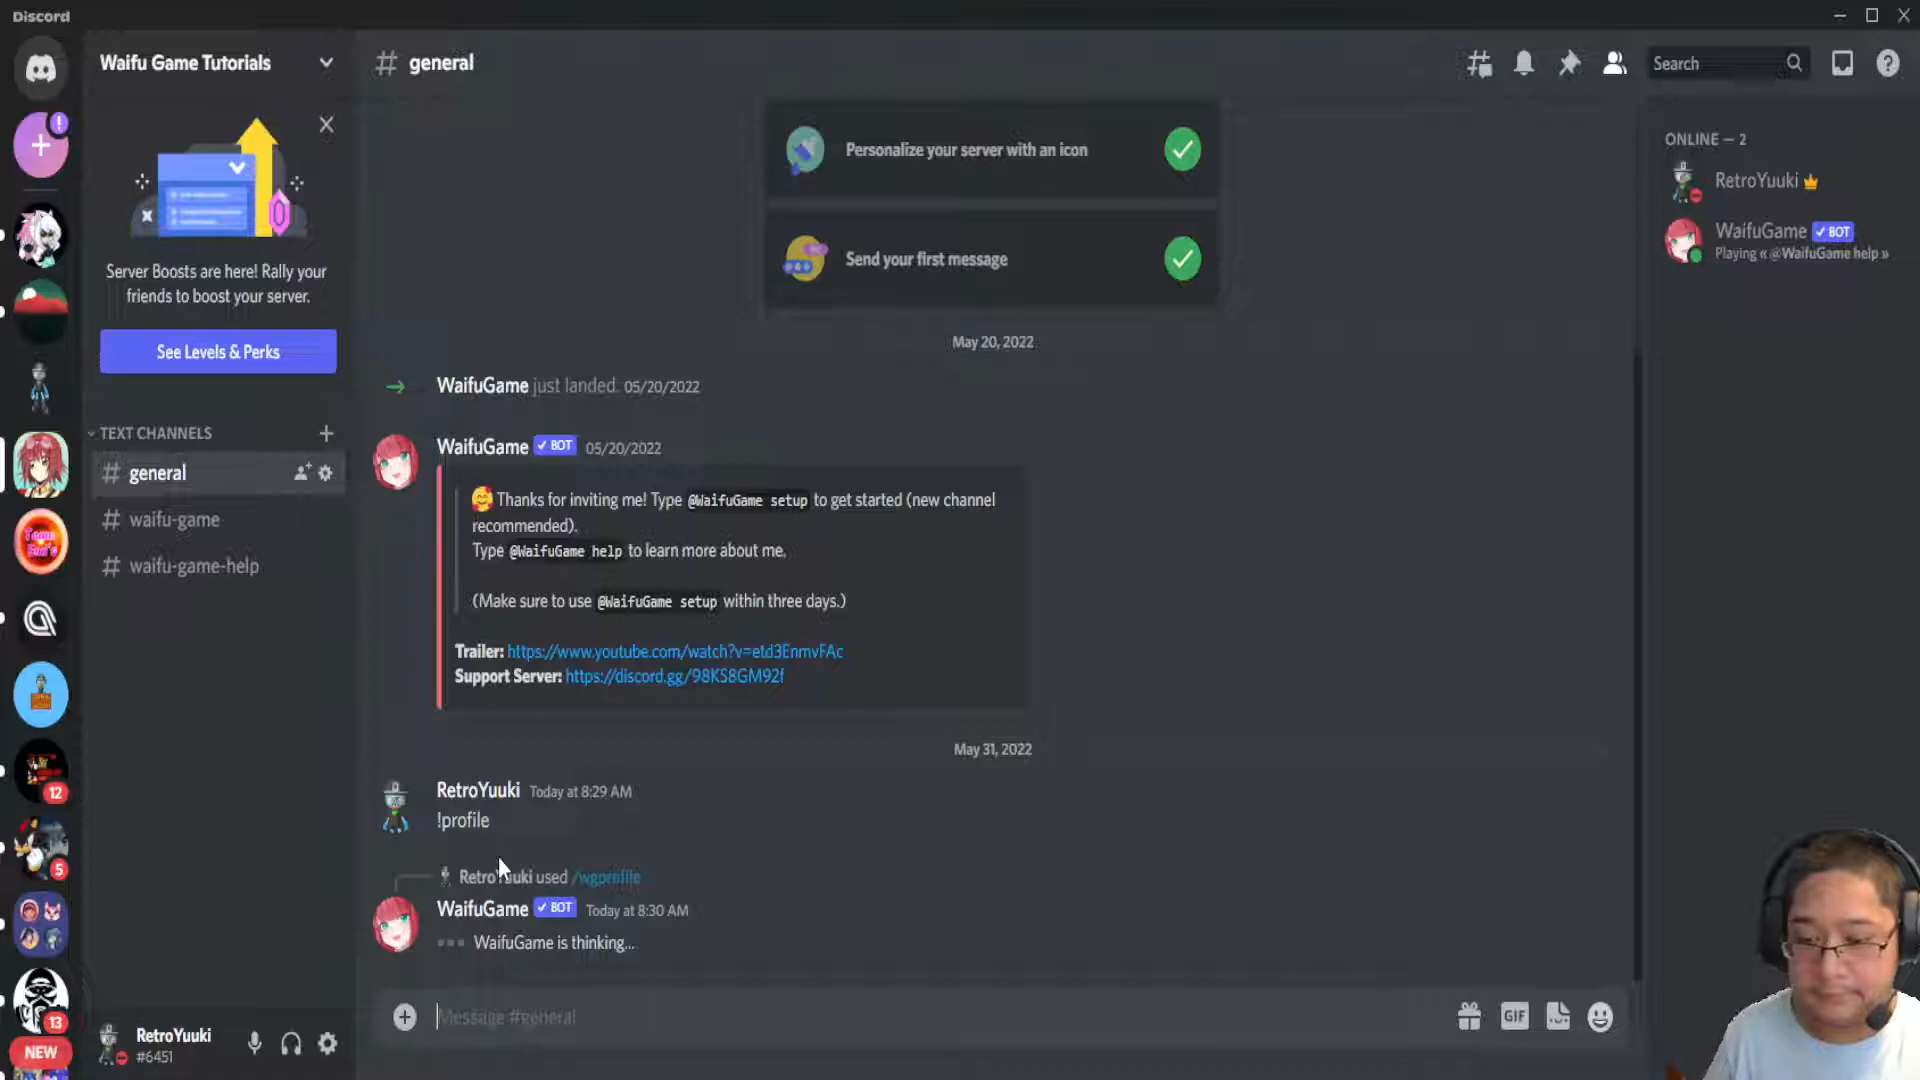 Discord
Waifu Game Tutorials
Server Boosts are here! Rally your
friends to boost your server.
See Levels & Perks
TEXT CHANNELS
general
waifu-game
waifu-game-help
RetroYuuki
#6451
12
5
13
NEW
# general
Search
Personalize your server with an icon
Send your first message
May 20, 2022
WaifuGame just landed. 05/20/2022
WaifuGame ✓ BOT 05/20/2022
🥰 Thanks for inviting me! Type @WaifuGame setup to get started (new channel
recommended).
Type @WaifuGame help to learn more about me.
(Make sure to use @WaifuGame setup within three days.)
Trailer: https://www.youtube.com/watch?v=etd3EnmvFAc
Support Server: https://discord.gg/98KS8GM92f
May 31, 2022
RetroYuuki Today at 8:29 AM
!profile
RetroYuuki used /wgprofile
WaifuGame ✓ BOT Today at 8:30 AM
WaifuGame is thinking...
Message #general
GIF
ONLINE — 2
RetroYuuki
WaifuGame ✓ BOT
Playing « @WaifuGame help »